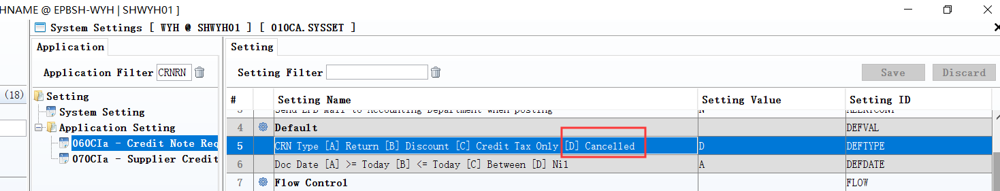 HNAME @ EPBSH-WYH | SHWYH01 ]
System Settings [ WYH @ SHWYH01 ] [ 010CA.SYSSET ]
Application
Application Filter CRNRN
(18)
Setting
System Setting
Application Setting
060CIa - Credit Note Req
070CIa - Supplier Credit
Setting
Setting Filter
Save Discard
# Setting Name Setting Value Setting ID
Send EPB Mail to Accounting Department when posting N ALERTCONT
4 Default DEFVAL
5 CRN Type [A] Return [B] Discount [C] Credit Tax Only [D] Cancelled D DEFTYPE
6 Doc Date [A] >= Today [B] <= Today [C] Between [D] Nil A DEFDATE
7 Flow Control FLOW